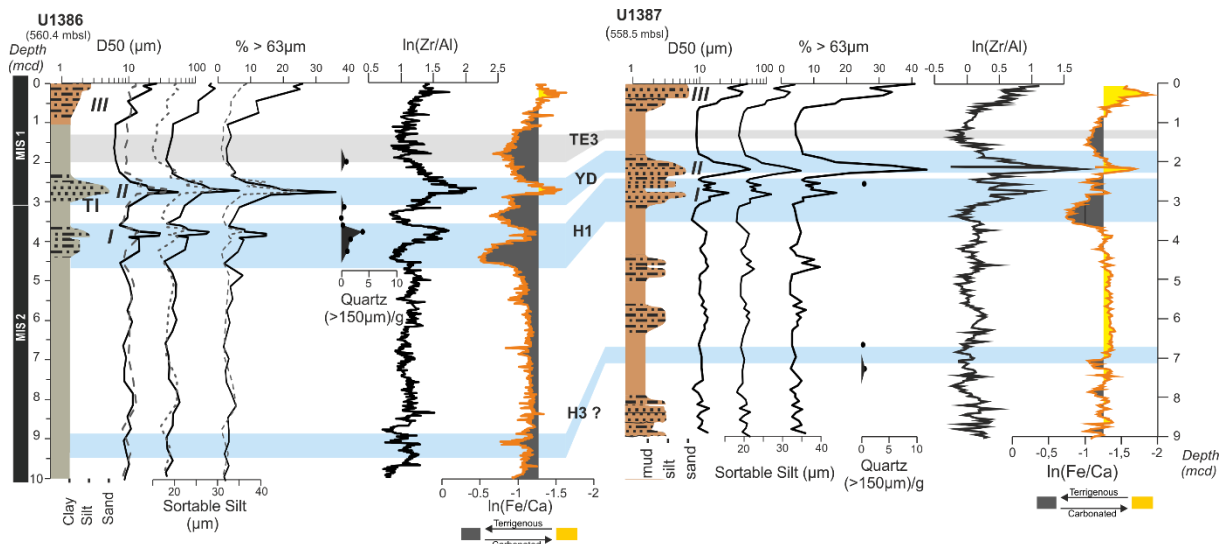 U1386
(560.4 mbsl)
Depth
(mcd)
D50 (µm)
% > 63µm
ln(Zr/Al)
1 10 100 0 10 20 30 40 0.5 0 1 1.5 2 2.5
0
1
2
3
4
5
6
7
8
9
10
MIS 1
MIS 2
III
II
TI
I
Clay
Silt
Sand
20 30 40
Sortable Silt
(µm)
0 5 10
Quartz
(>150µm)/g
0 -0.5 -1 -1.5 -2
ln(Fe/Ca)
Terrigenous
Carbonated
TE3
YD
H1
H3 ?
U1387
(558.5 mbsl)
Depth
(mcd)
D50 (µm)
% > 63µm
ln(Zr/Al)
1 10 100 0 10 20 30 40 -0.5 0 0.5 1 1.5
III
II
I
0
1
2
3
4
5
6
7
8
9
mud
silt
sand
20 30 40
Sortable Silt (µm)
0 5 10
Quartz
(>150µm)/g
0 -0.5 -1 -1.5 -2
ln(Fe/Ca)
Depth
(mcd)
Terrigenous
Carbonated